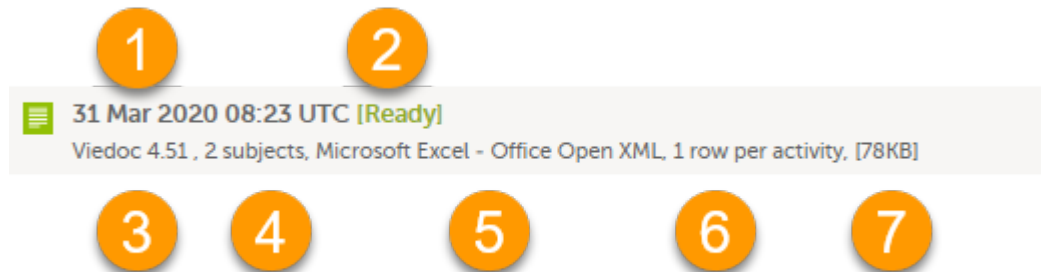 1 2
31 Mar 2020 08:23 UTC [Ready]
Viedoc 4.51 , 2 subjects, Microsoft Excel - Office Open XML, 1 row per activity, [78KB]
3 4 5 6 7